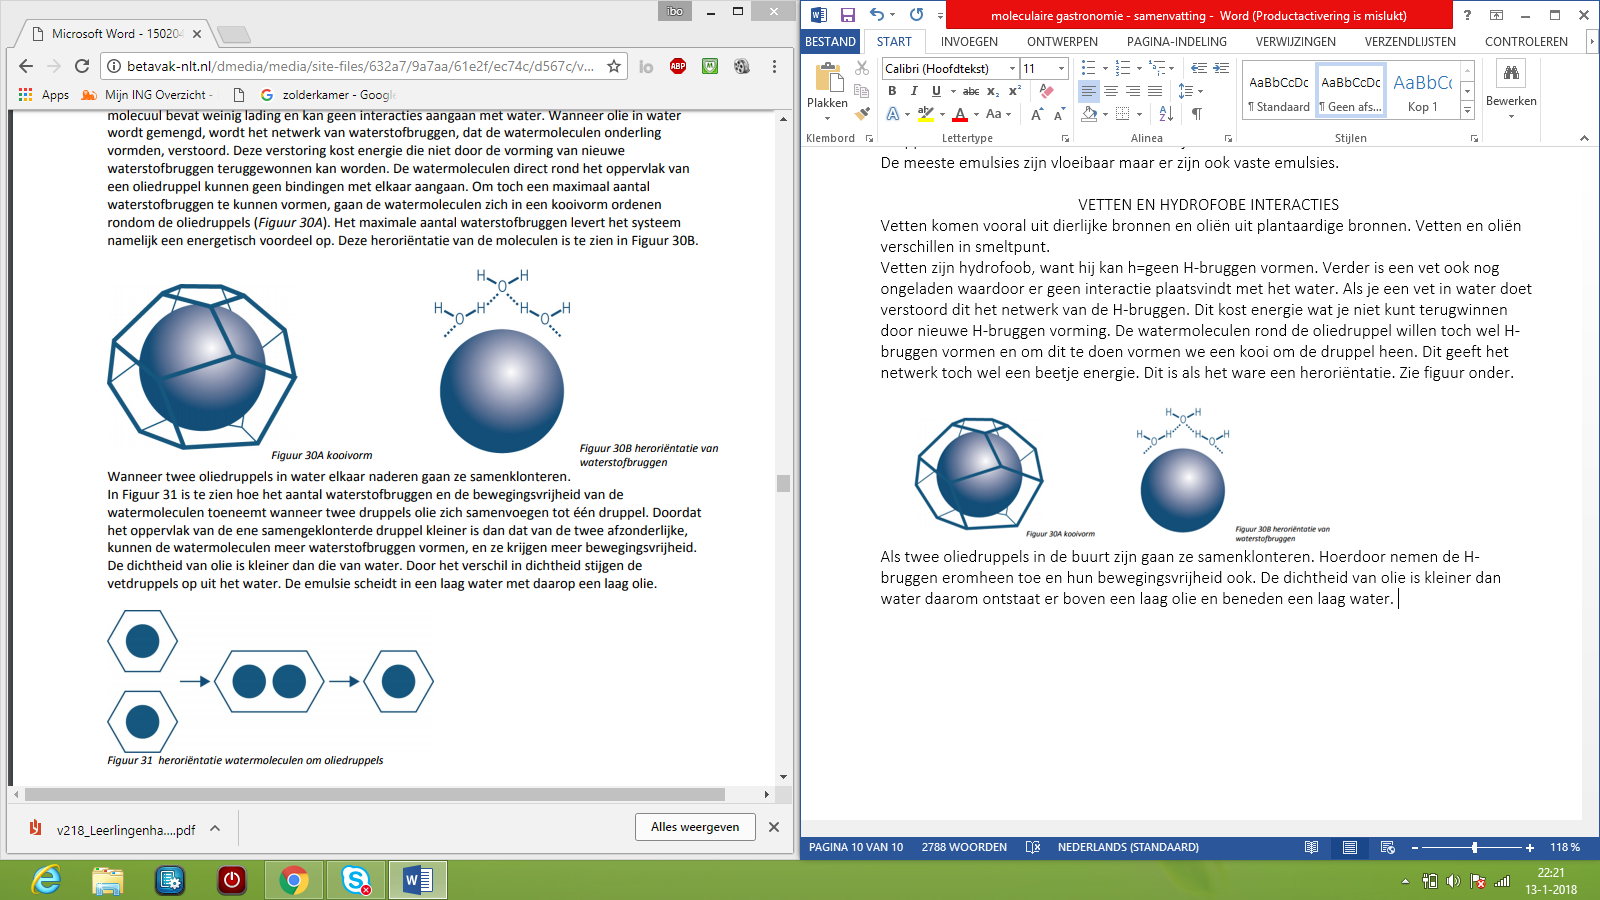 ibo
Microsoft Word - 15020
betavak-nlt.nl/dmedia/media/site-files/632a7/9a7aa/61e2f/ec74c/d567c/v...
Apps Mijn ING Overzicht - zolderkamer - Google
molecuul bevat weinig lading en kan geen interacties aangaan met water. Wanneer olie in water
wordt gemengd, wordt het netwerk van waterstofbruggen, dat de watermoleculen onderling
vormden, verstoord. Deze verstoring kost energie die niet door de vorming van nieuwe
waterstofbruggen teruggewonnen kan worden. De watermoleculen direct rond het oppervlak van
een oliedruppel kunnen geen bindingen met elkaar aangaan. Om toch een maximaal aantal
waterstofbruggen te kunnen vormen, gaan de watermoleculen zich in een kooivorm ordenen
rondom de oliedruppels (Figuur 30A). Het maximale aantal waterstofbruggen levert het systeem
namelijk een energetisch voordeel op. Deze heroriëntatie van de moleculen is te zien in Figuur 30B.
H H
O
H H H H
O O
Figuur 30A kooivorm
Figuur 30B heroriëntatie van
waterstofbruggen
Wanneer twee oliedruppels in water elkaar naderen gaan ze samenklonteren.
In Figuur 31 is te zien hoe het aantal waterstofbruggen en de bewegingsvrijheid van de
watermoleculen toeneemt wanneer twee druppels olie zich samenvoegen tot één druppel. Doordat
het oppervlak van de ene samengeklonterde druppel kleiner is dan dat van de twee afzonderlijke,
kunnen de watermoleculen meer waterstofbruggen vormen, en ze krijgen meer bewegingsvrijheid.
De dichtheid van olie is kleiner dan die van water. Door het verschil in dichtheid stijgen de
vetdruppels op uit het water. De emulsie scheidt in een laag water met daarop een laag olie.
Figuur 31 heroriëntatie watermoleculen om oliedruppels
v218_Leerlingenha....pdf
Alles weergeven
moleculaire gastronomie - samenvatting - Word (Productactivering is mislukt)
BESTAND START INVOEGEN ONTWERPEN PAGINA-INDELING VERWIJZINGEN VERZENDLIJSTEN CONTROLEREN
Plakken
Klembord
Calibri (Hoofdtekst) 11
B I U abc x₂ x²
A A Aa A A
Lettertype
Alinea
AaBbCcDc AaBbCcDc AaBbCc
¶ Standaard ¶ Geen afs... Kop 1
Stijlen
Bewerken
De meeste emulsies zijn vloeibaar maar er zijn ook vaste emulsies.
VETTEN EN HYDROFOBE INTERACTIES
Vetten komen vooral uit dierlijke bronnen en oliën uit plantaardige bronnen. Vetten en oliën
verschillen in smeltpunt.
Vetten zijn hydrofoob, want hij kan h=geen H-bruggen vormen. Verder is een vet ook nog
ongeladen waardoor er geen interactie plaatsvindt met het water. Als je een vet in water doet
verstoord dit het netwerk van de H-bruggen. Dit kost energie wat je niet kunt terugwinnen
door nieuwe H-bruggen vorming. De watermoleculen rond de oliedruppel willen toch wel H-
bruggen vormen en om dit te doen vormen we een kooi om de druppel heen. Dit geeft het
netwerk toch wel een beetje energie. Dit is als het ware een heroriëntatie. Zie figuur onder.
H H
O
H H H H
O O
Figuur 30A kooivorm
Figuur 30B heroriëntatie van
waterstofbruggen
Als twee oliedruppels in de buurt zijn gaan ze samenklonteren. Hoerdoor nemen de H-
bruggen eromheen toe en hun bewegingsvrijheid ook. De dichtheid van olie is kleiner dan
water daarom ontstaat er boven een laag olie en beneden een laag water.
PAGINA 10 VAN 10 2788 WOORDEN NEDERLANDS (STANDAARD) 118 %
22:21
13-1-2018